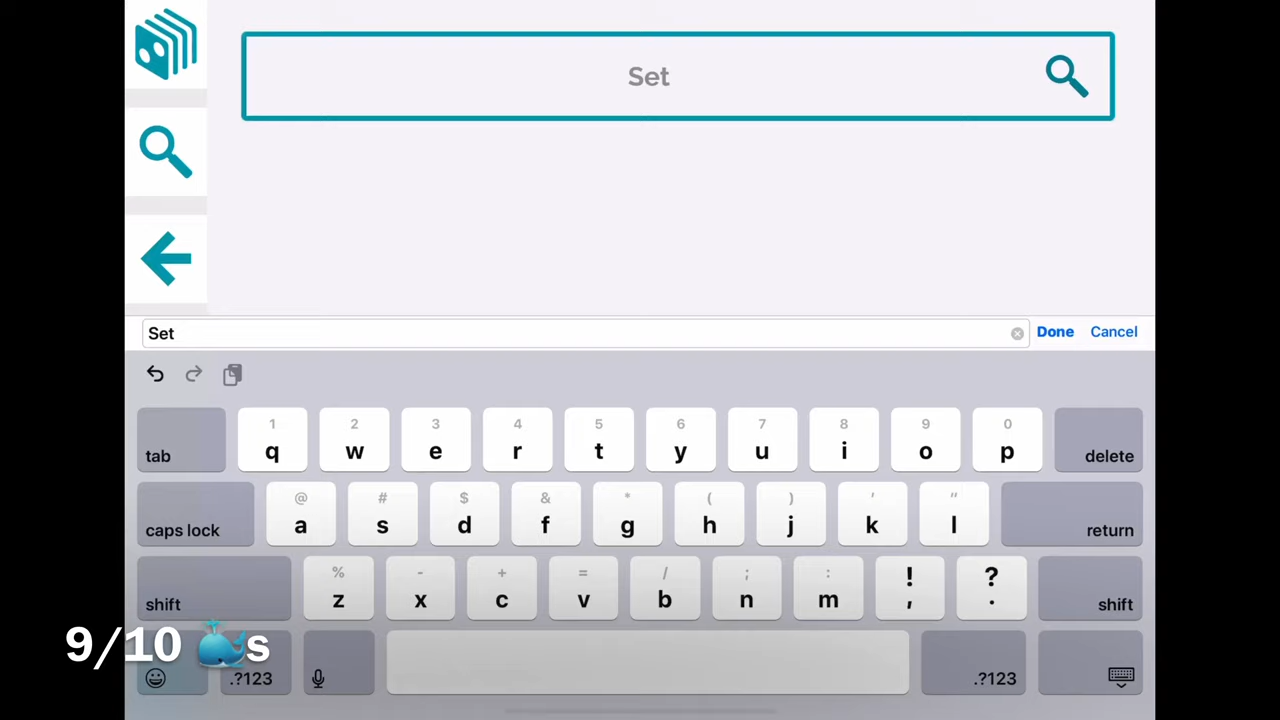 Set
Set Done Cancel
1 2 3 4 5 6 7 8 9 0
tab q w e r t y u i o p delete
@ # $ & * ( ) ' "
caps lock a s d f g h j k l return
% - + = / ; : ! ?
shift z x c v b n m , . shift
9/10 🐳s
.?123 .?123